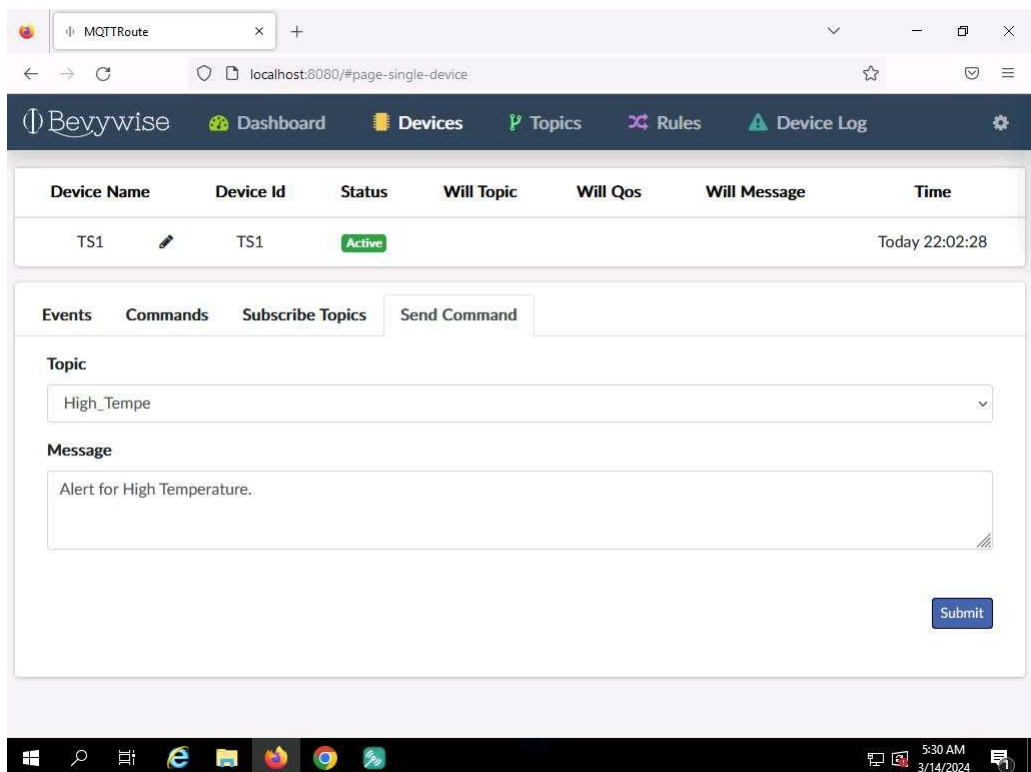 MQTTRoute
localhost:8080/#page-single-device
Bevywise Dashboard Devices Topics Rules Device Log
Device Name Device Id Status Will Topic Will Qos Will Message Time
TS1 TS1 Active Today 22:02:28
Events Commands Subscribe Topics Send Command
Topic
High_Tempe
Message
Alert for High Temperature.
Submit
5:30 AM
3/14/2024
1